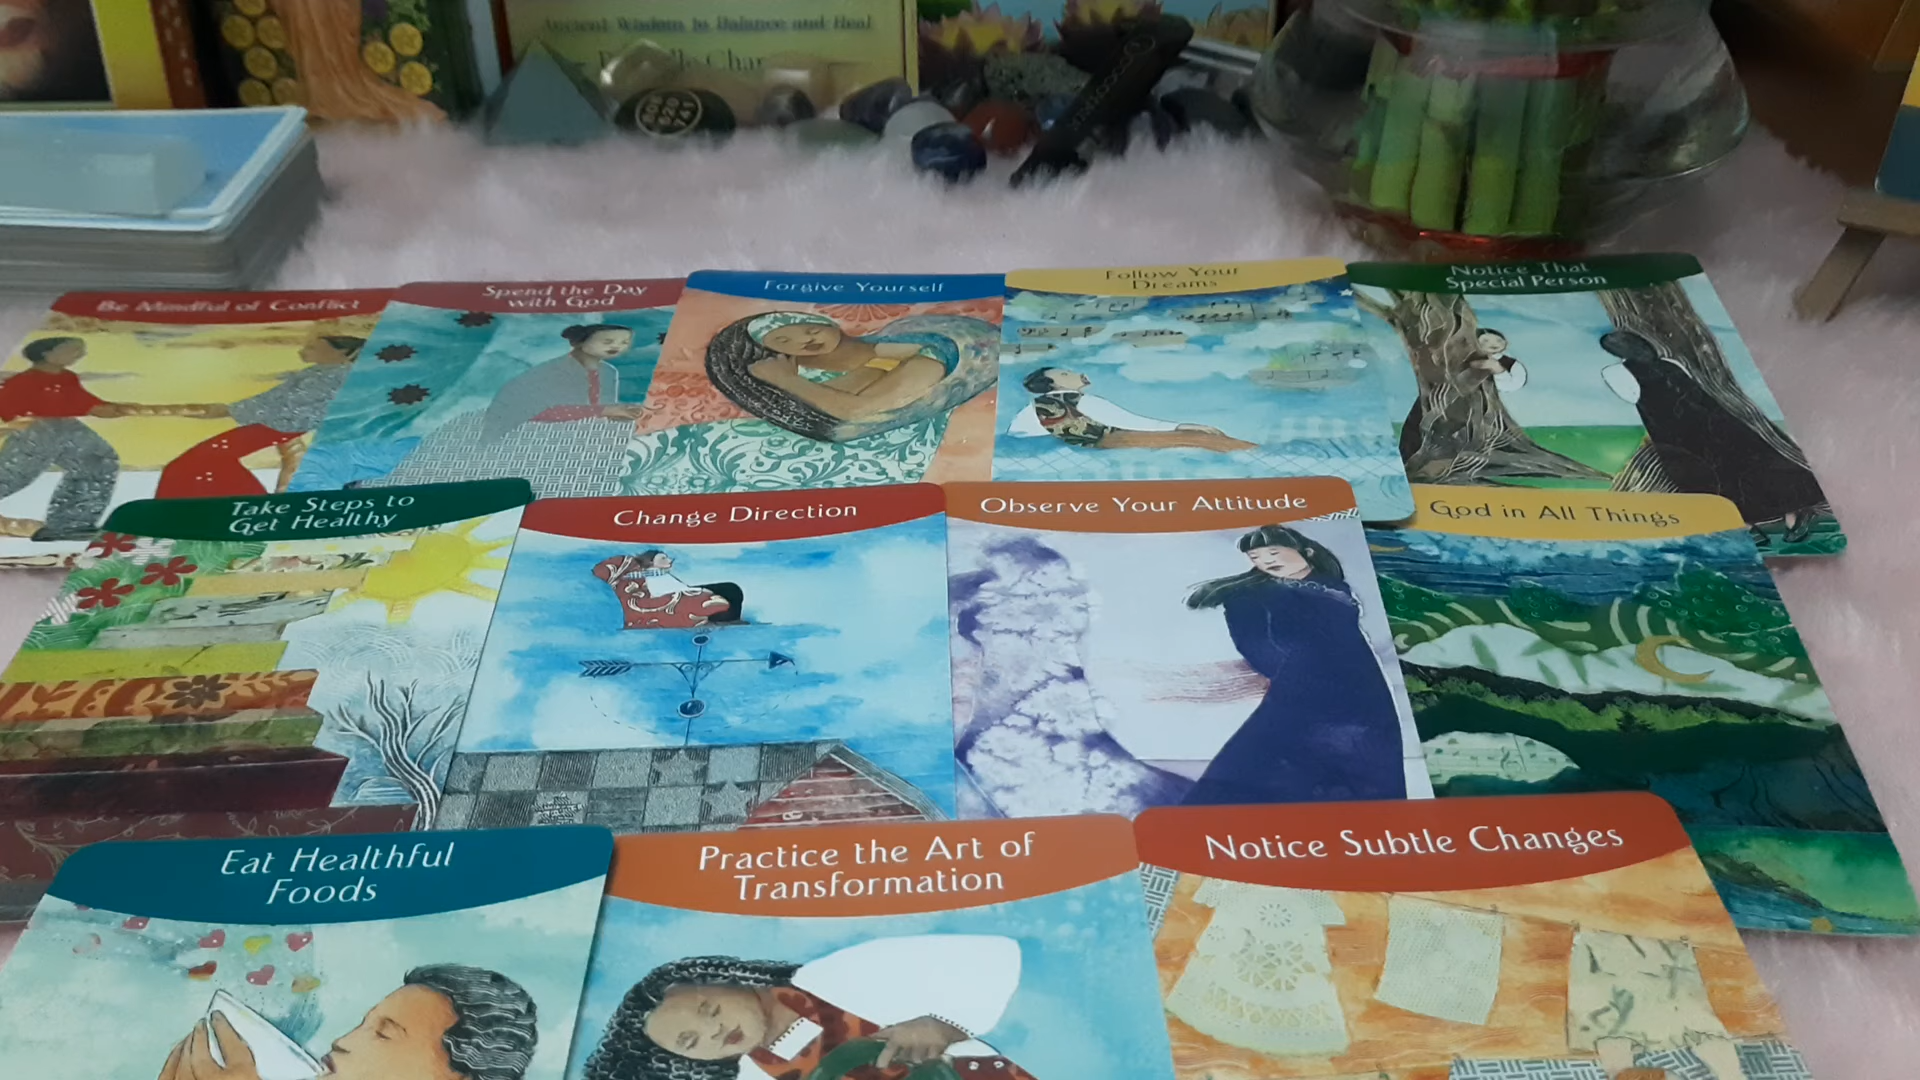 Ancient Wisdom to Balance and Heal
Be Mindful of Conflict
Spend the Day
with God
Forgive Yourself
Follow Your
Dreams
Notice That
Special Person
Take Steps to
Get Healthy
Change Direction
Observe Your Attitude
God in All Things
Eat Healthful
Foods
Practice the Art of
Transformation
Notice Subtle Changes